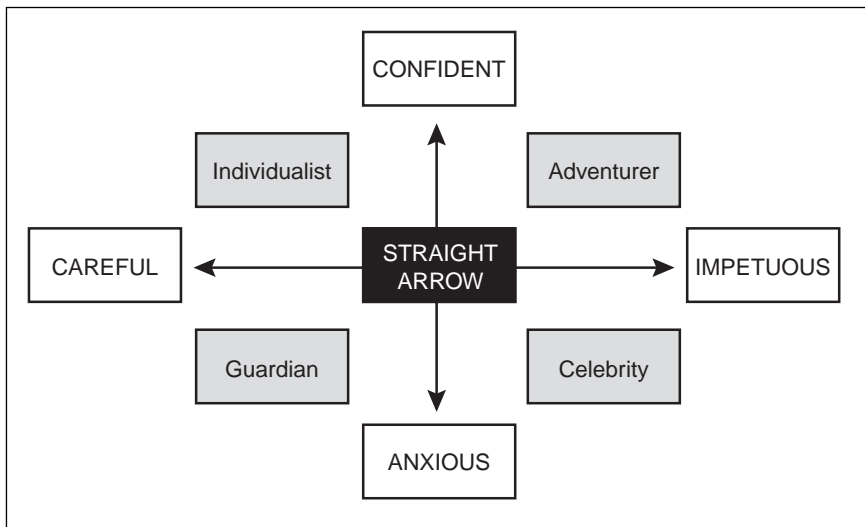 CONFIDENT
Individualist
Adventurer
CAREFUL
STRAIGHT
ARROW
IMPETUOUS
Guardian
Celebrity
ANXIOUS